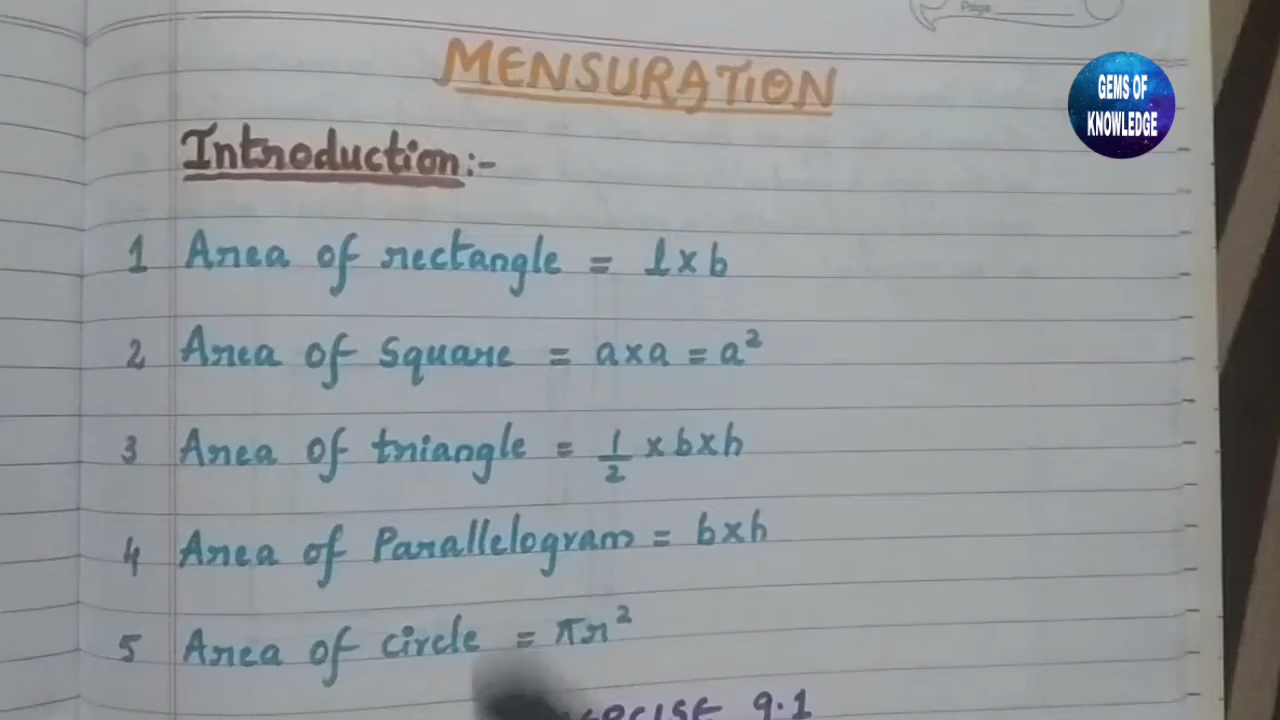 Page
MENSURATION
GEMS OF
KNOWLEDGE
Introduction:-
1 Area of rectangle = l×b
2 Area of square = a×a = a²
3 Area of triangle = 1/2 × b×h
4 Area of Parallelogram = b×h
5 Area of circle = πr²
9.1